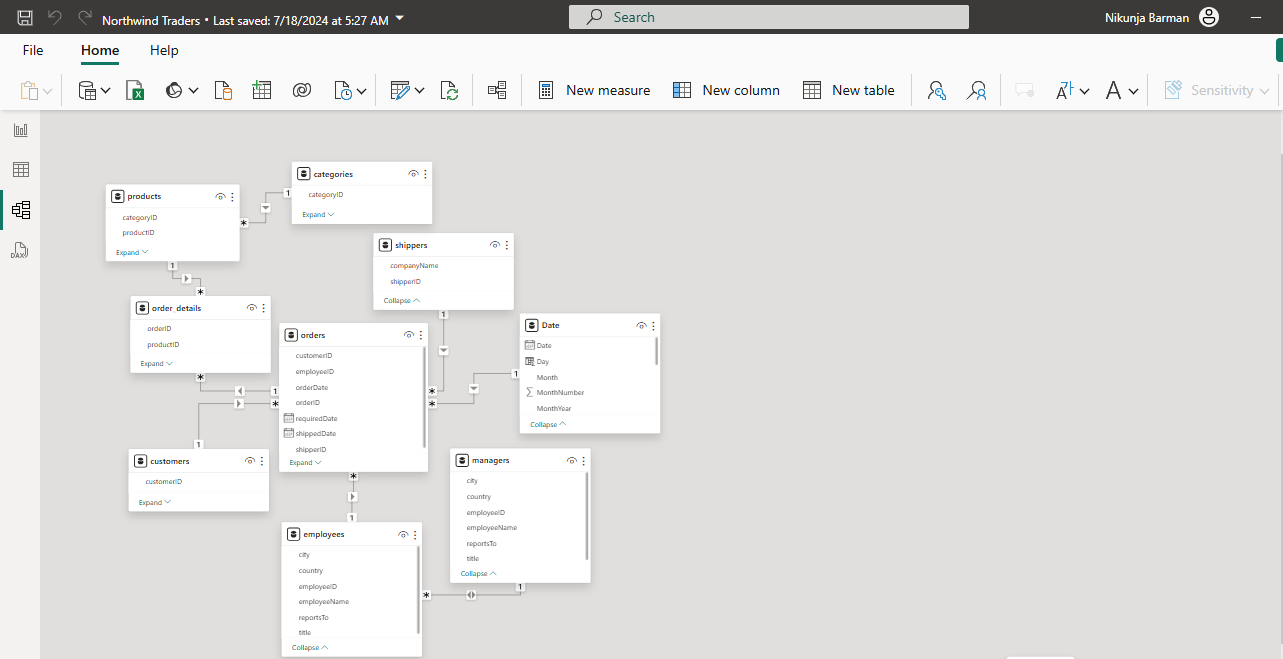 Northwind Traders • Last saved: 7/18/2024 at 5:27 AM
Search
Nikunja Barman
File
Home
Help
New measure
New column
New table
Sensitivity
DAX
categories
categoryID
Expand
1
products
categoryID
productID
Expand
*
1
shippers
companyName
shipperID
Collapse
1
*
order_details
orderID
productID
Expand
*
orders
customerID
employeeID
orderDate
orderID
requiredDate
shippedDate
shipperID
Expand
1
*
*
*
*
Date
Date
Day
Month
MonthNumber
MonthYear
Collapse
1
1
customers
customerID
Expand
managers
city
country
employeeID
employeeName
reportsTo
title
Collapse
1
1
employees
city
country
employeeID
employeeName
reportsTo
title
Collapse
*